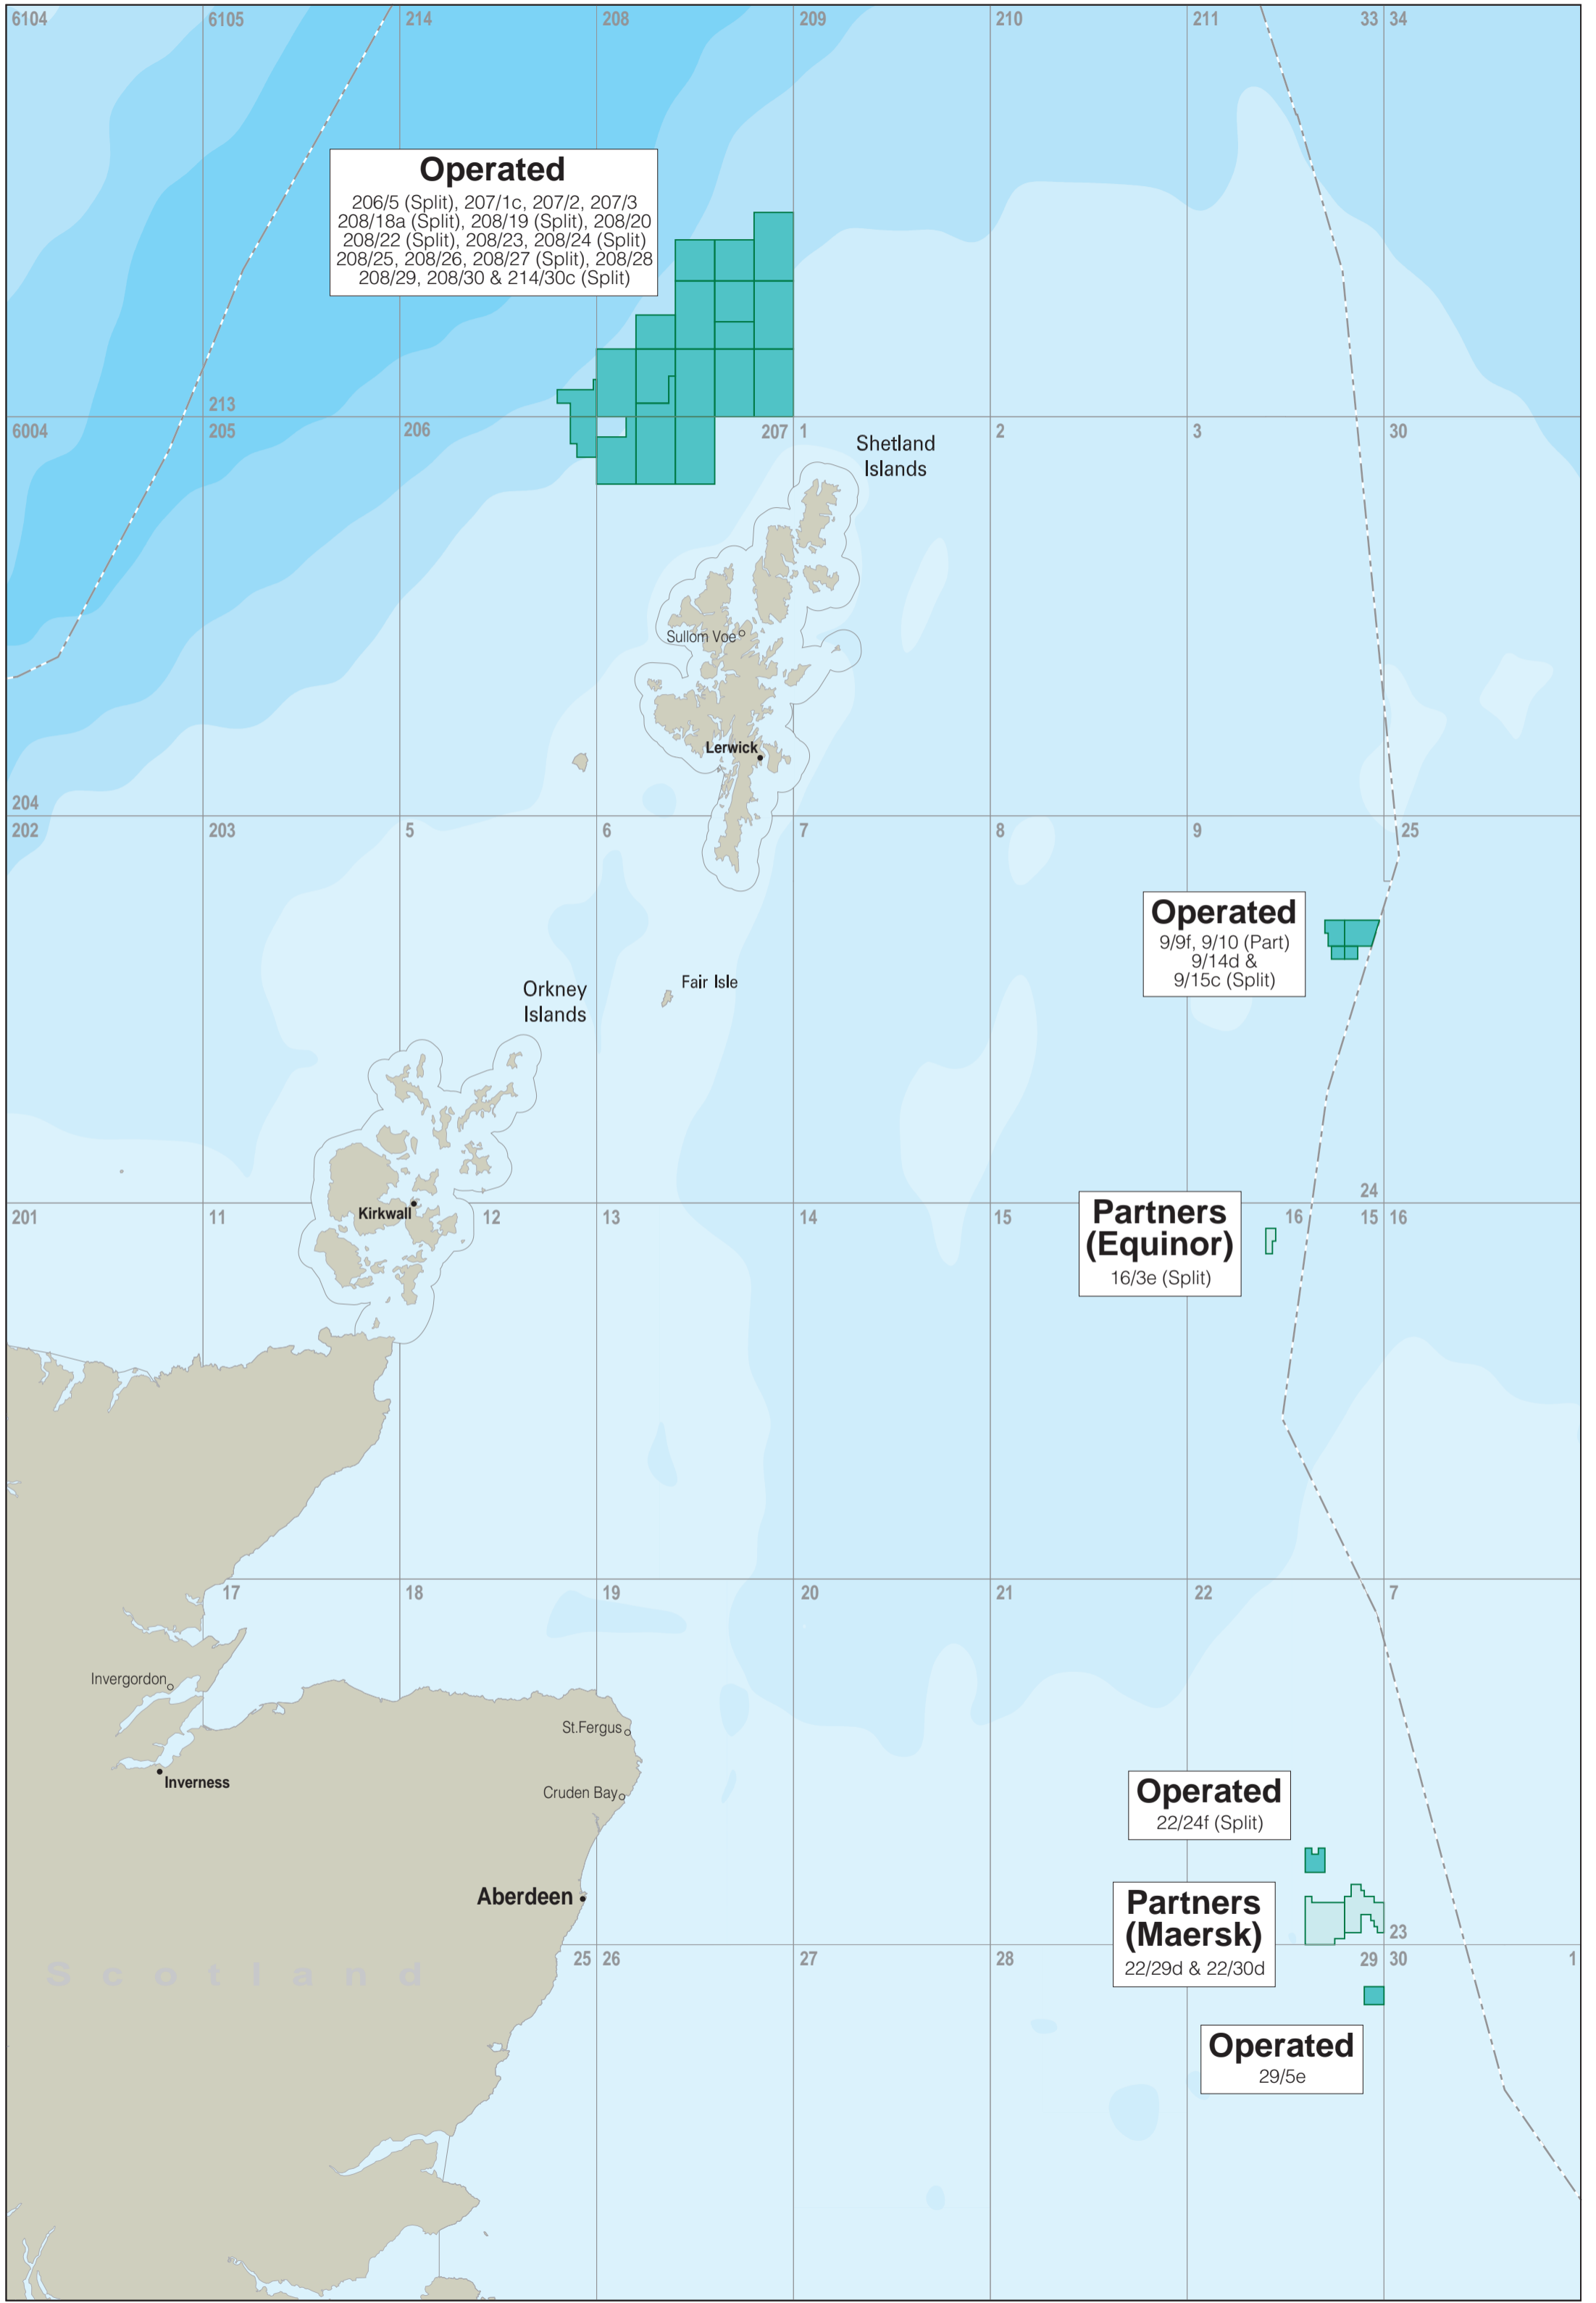 6104
6105
214
208
209
210
211
33
34
Operated
206/5 (Split), 207/1c, 207/2, 207/3
208/18a (Split), 208/19 (Split), 208/20
208/22 (Split), 208/23, 208/24 (Split)
208/25, 208/26, 208/27 (Split), 208/28
208/29, 208/30 & 214/30c (Split)
213
6004
205
206
207
1
2
3
30
Shetland
Islands
Sullom Voe
Lerwick
204
202
203
5
6
7
8
9
25
Operated
9/9f, 9/10 (Part)
9/14d &
9/15c (Split)
Fair Isle
Orkney
Islands
24
201
11
Kirkwall
12
13
14
15
16
15
16
Partners
(Equinor)
16/3e (Split)
17
18
19
20
21
22
7
Invergordon
St.Fergus
Inverness
Cruden Bay
Operated
22/24f (Split)
Aberdeen
Partners
(Maersk)
22/29d & 22/30d
23
Scotland
25
26
27
28
29
30
1
Operated
29/5e